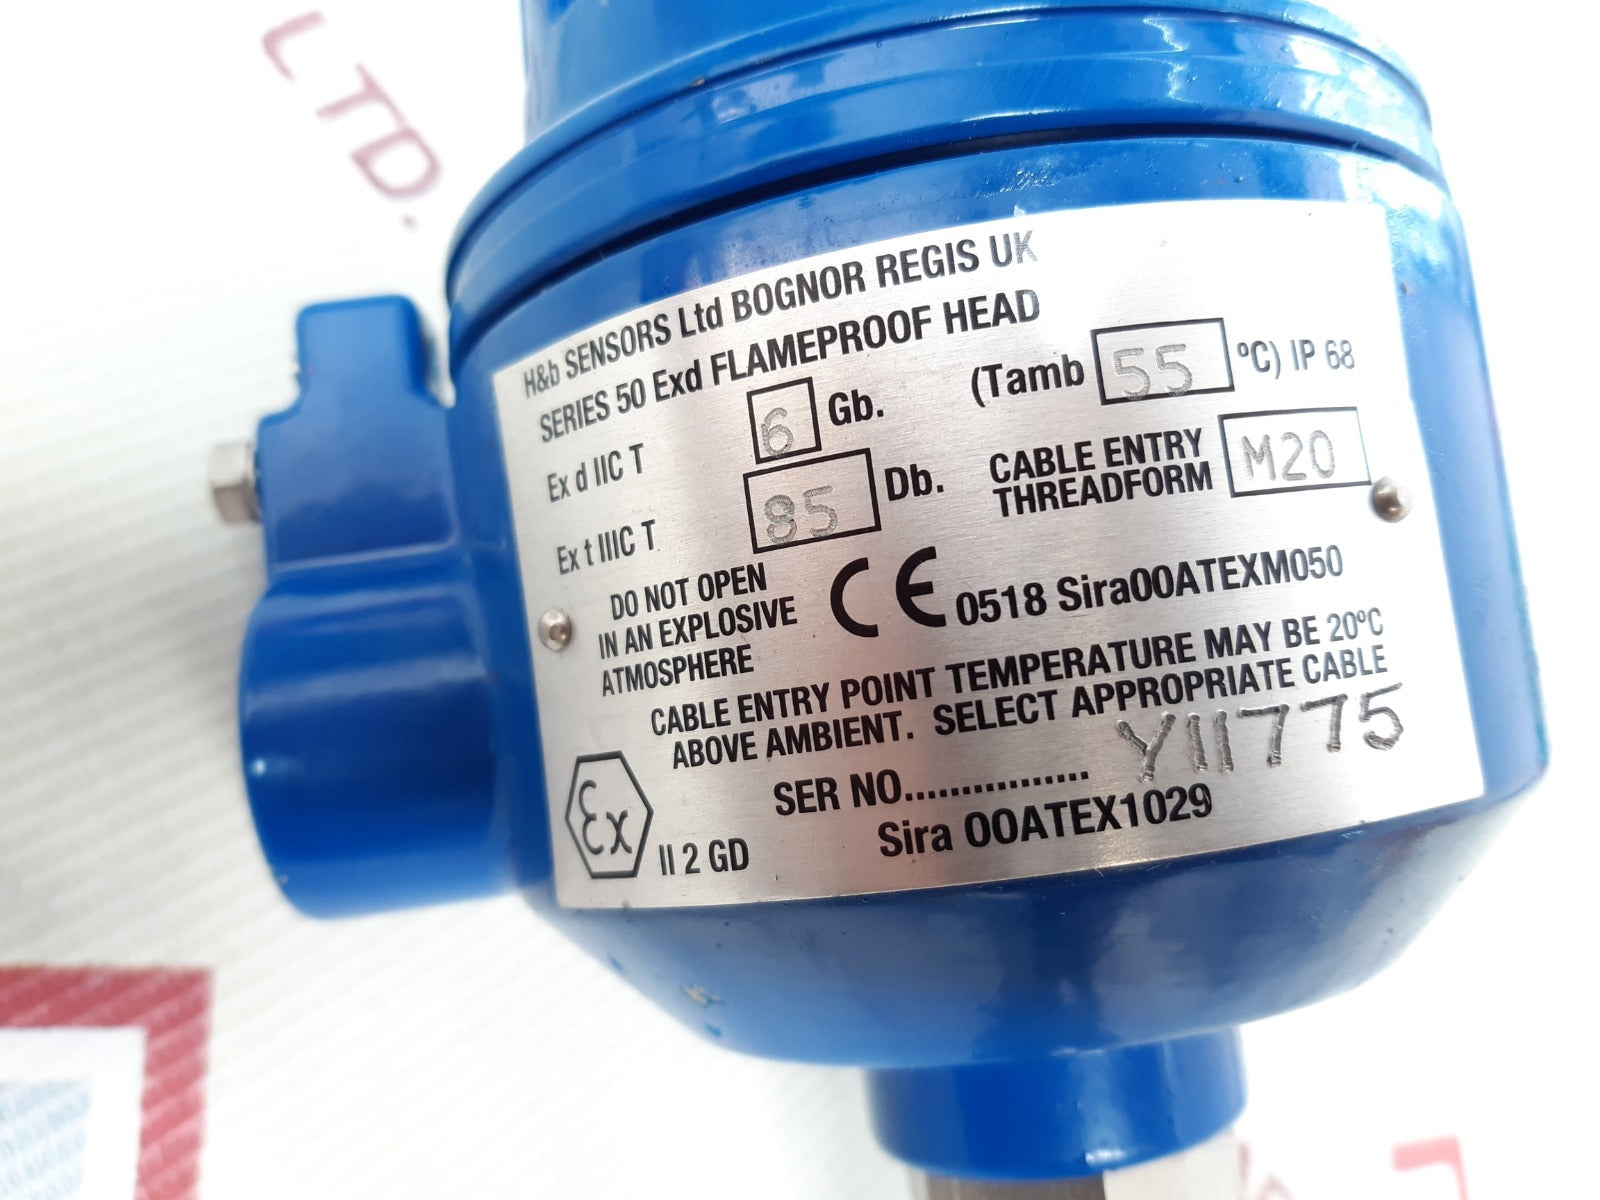 LTD.
H&b SENSORS Ltd BOGNOR REGIS UK
SERIES 50 Exd FLAMEPROOF HEAD
Ex d IIC T 6 Gb. (Tamb 55 ºC) IP 68
Ex t IIIC T 85 Db. CABLE ENTRY THREADFORM M20
DO NOT OPEN
IN AN EXPLOSIVE
ATMOSPHERE
CE 0518 Sira00ATEXM050
CABLE ENTRY POINT TEMPERATURE MAY BE 20ºC
ABOVE AMBIENT. SELECT APPROPRIATE CABLE
SER NO................ Y11775
Ex II 2 GD Sira 00ATEX1029